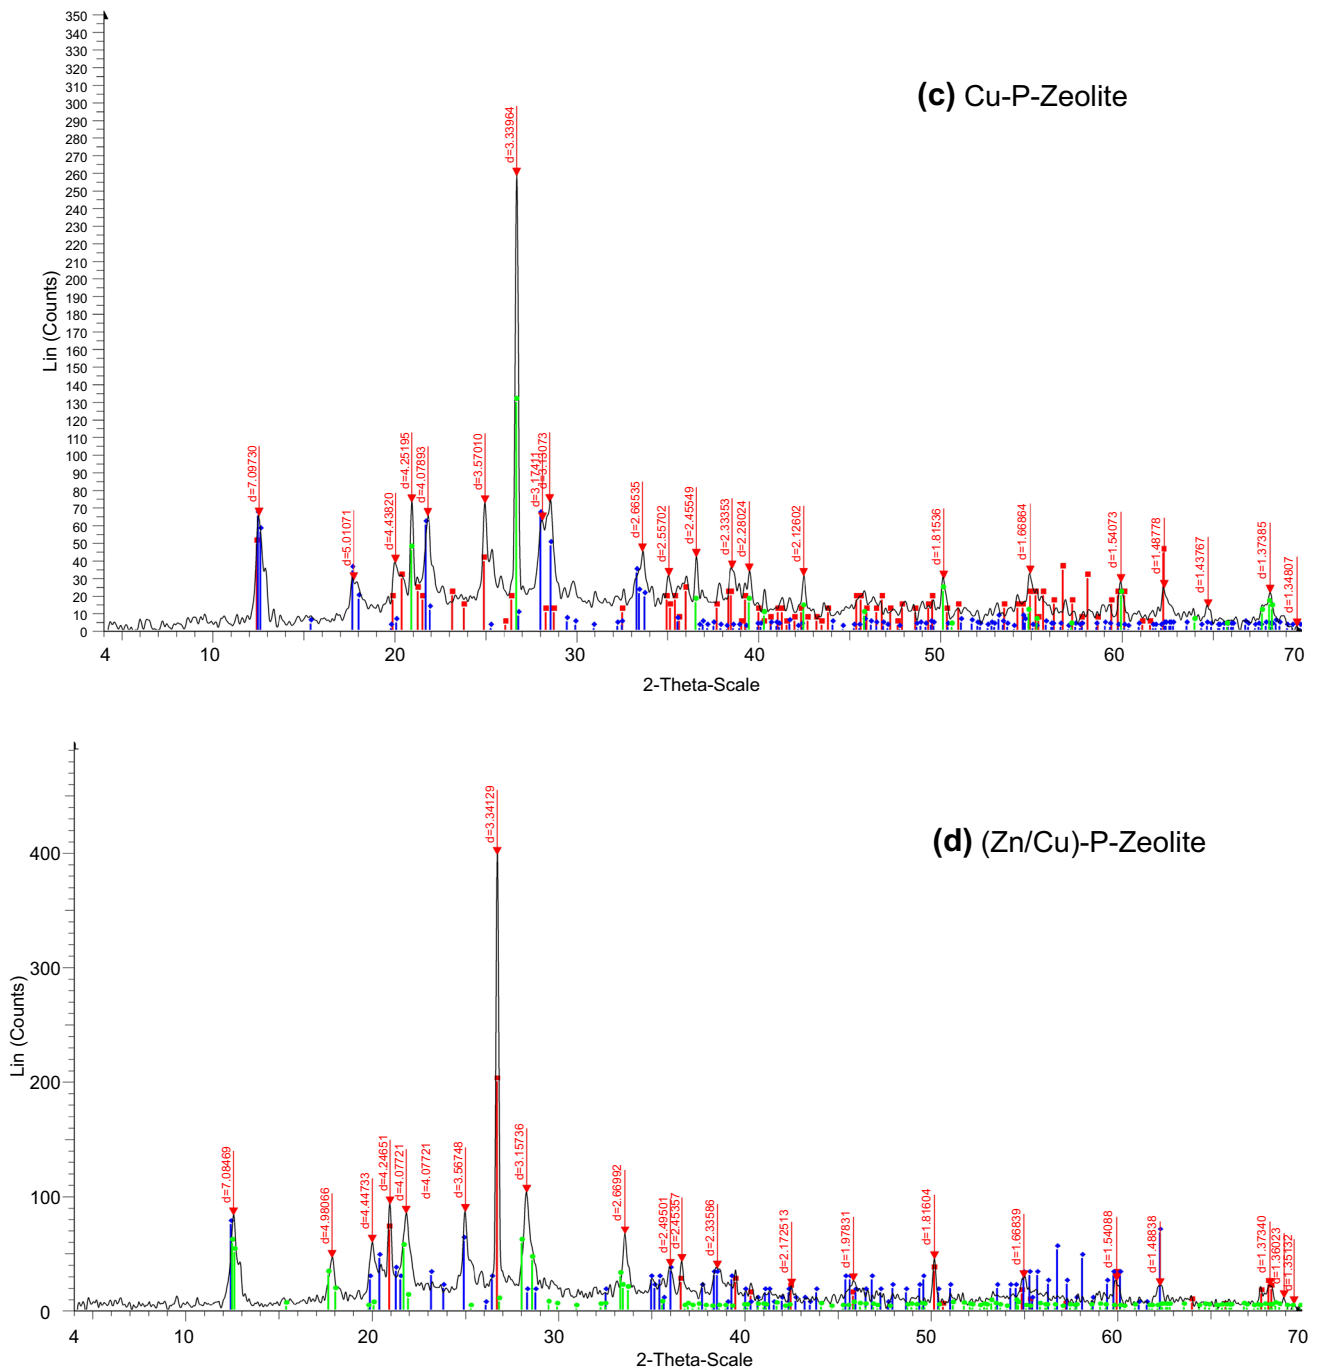 (c) Cu-P-Zeolite
Lin (Counts)
350
340
330
320
310
300
290
280
270
260
250
240
230
220
210
200
190
180
170
160
150
140
130
120
110
100
90
80
70
60
50
40
30
20
10
0
d=7.09730
d=5.01071
d=4.43820
d=4.25195
d=4.07893
d=3.57010
d=3.33964
d=3.17411
d=3.13073
d=2.66535
d=2.55702
d=2.45549
d=2.33353
d=2.28024
d=2.12602
d=1.81536
d=1.66864
d=1.54073
d=1.48778
d=1.43767
d=1.37385
d=1.34807
4 10 20 30 40 50 60 70
2-Theta-Scale
(d) (Zn/Cu)-P-Zeolite
Lin (Counts)
400
300
200
100
0
d=7.08469
d=4.98066
d=4.44733
d=4.24651
d=4.07721
d=4.07721
d=3.56748
d=3.34129
d=3.15736
d=2.66992
d=2.49501
d=2.45357
d=2.33586
d=2.172513
d=1.97831
d=1.81604
d=1.66839
d=1.54088
d=1.48838
d=1.37340
d=1.36023
d=1.35132
4 10 20 30 40 50 60 70
2-Theta-Scale